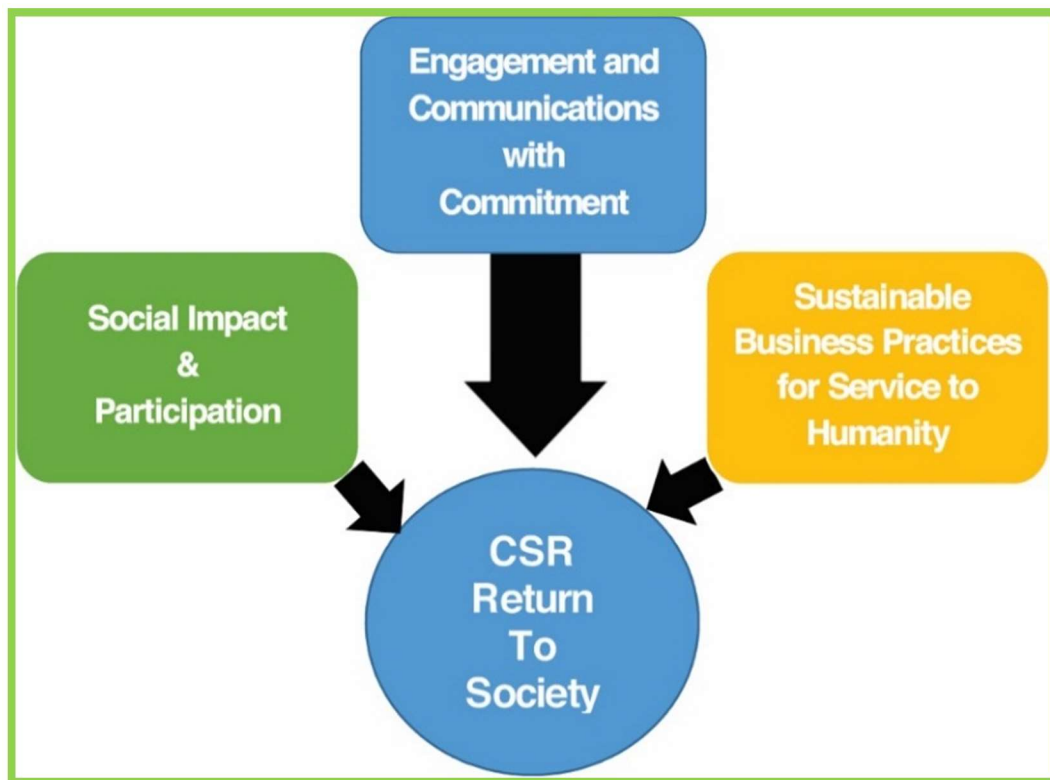 Engagement and
Communications
with
Commitment
Social Impact
&
Participation
Sustainable
Business Practices
for Service to
Humanity
CSR
Return
To
Society